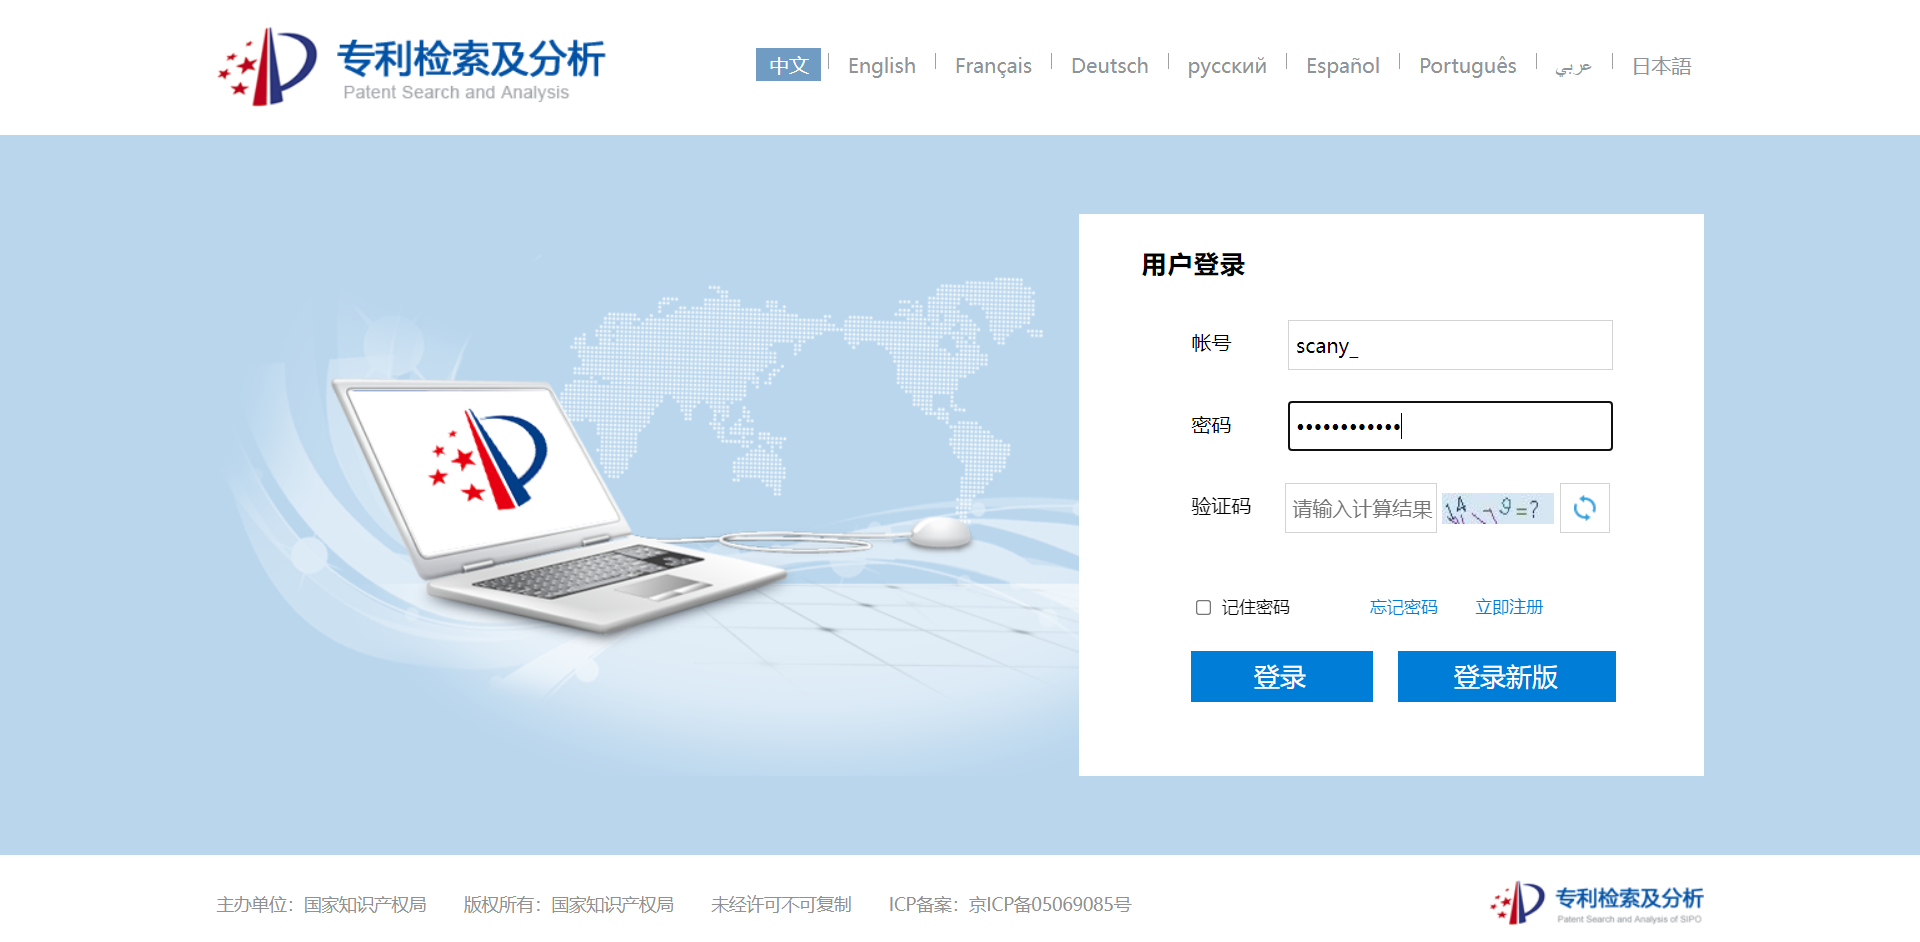 专利检索及分析
Patent Search and Analysis
中文 English Français Deutsch русский Español Português عربي 日本語
用户登录
帐号 scany_
密码 ••••••••••••
验证码 请输入计算结果 -9=?
记住密码 忘记密码 立即注册
登录 登录新版
主办单位：国家知识产权局 版权所有：国家知识产权局 未经许可不可复制 ICP备案：京ICP备05069085号
专利检索及分析
Patent Search and Analysis of SIPO